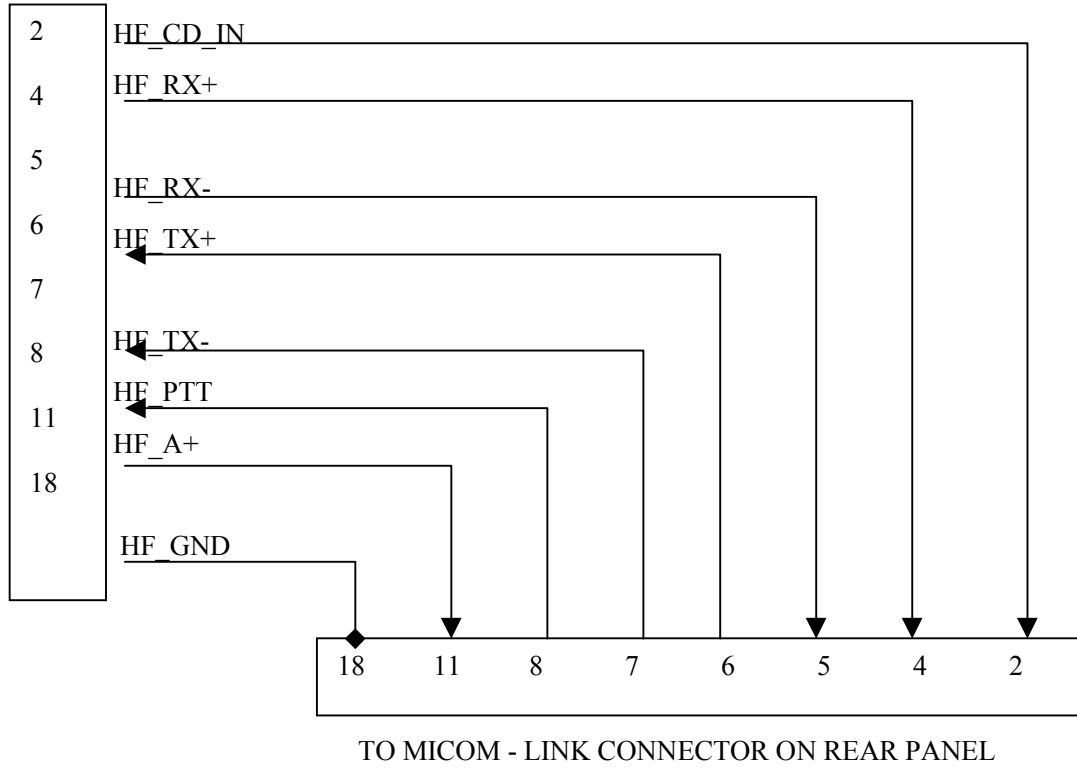 2
HF_CD_IN
4
HF_RX+
5
HF_RX-
6
HF_TX+
7
HF_TX-
8
HF_PTT
11
HF_A+
18
HF_GND
18 11 8 7 6 5 4 2
TO MICOM - LINK CONNECTOR ON REAR PANEL